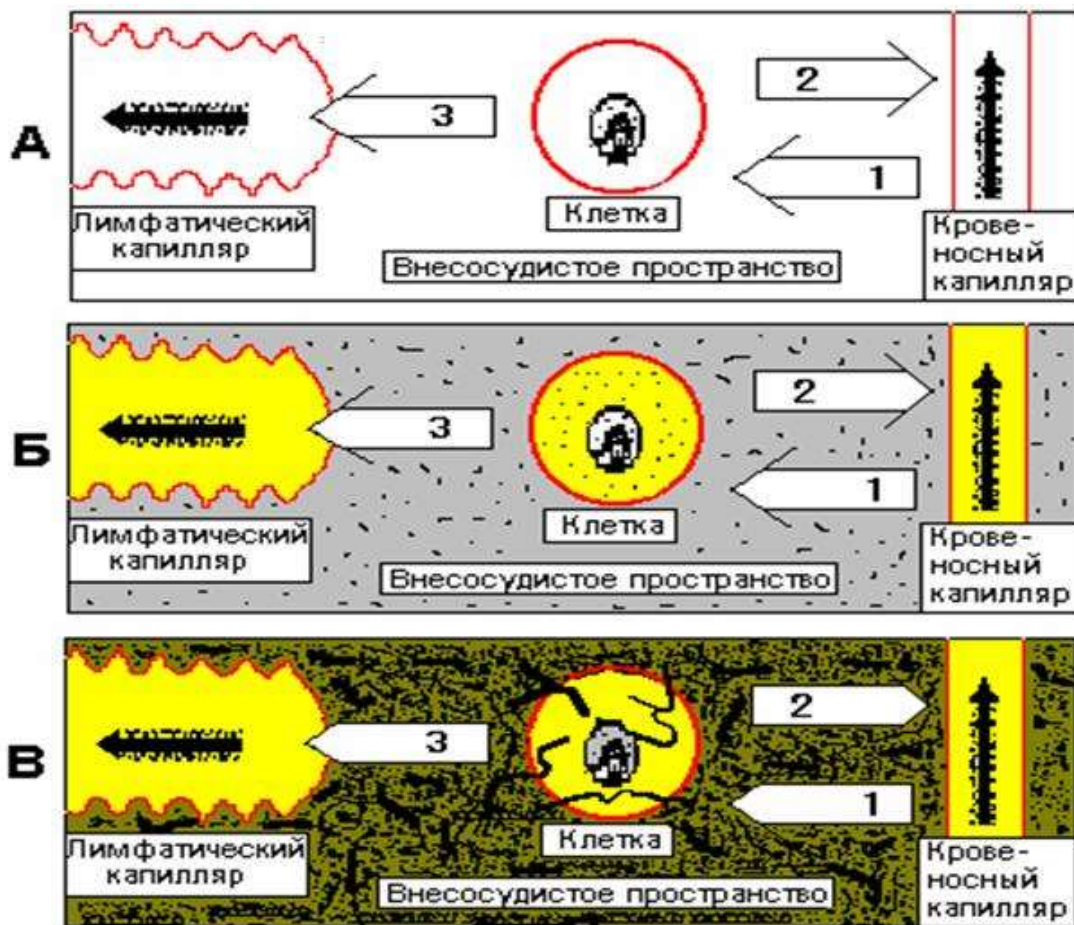 А
3
2
1
Лимфатический
капилляр
Клетка
Внесосудистое пространство
Крове-
носный
капилляр
Б
3
2
1
Лимфатический
капилляр
Клетка
Внесосудистое пространство
Крове-
носный
капилляр
В
3
2
1
Лимфатический
капилляр
Клетка
Внесосудистое пространство
Крове-
носный
капилляр